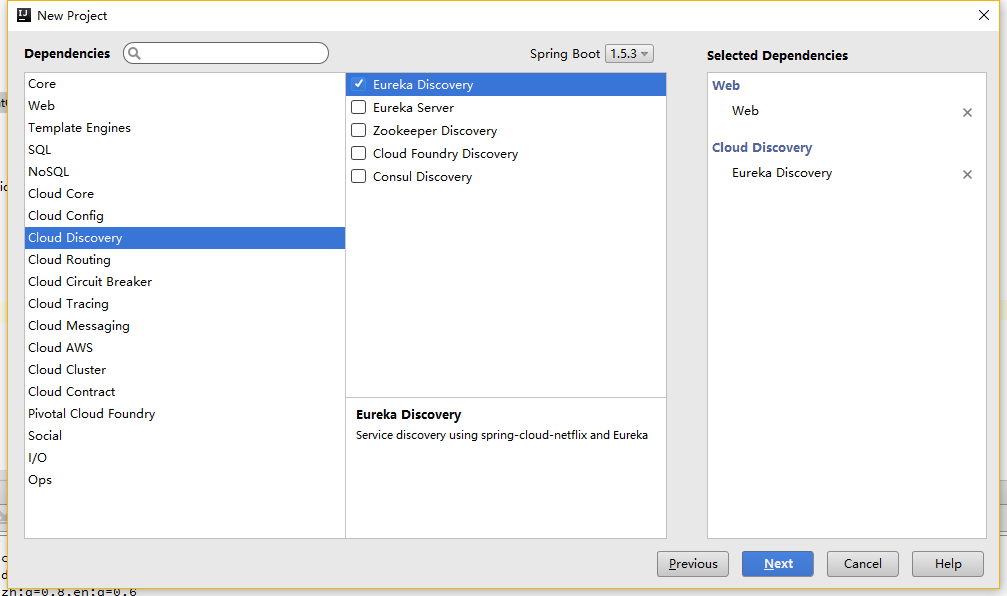 New Project
Dependencies
Spring Boot 1.5.3
Selected Dependencies
Core
Web
Template Engines
SQL
NoSQL
Cloud Core
Cloud Config
Cloud Discovery
Cloud Routing
Cloud Circuit Breaker
Cloud Tracing
Cloud Messaging
Cloud AWS
Cloud Cluster
Cloud Contract
Pivotal Cloud Foundry
Social
I/O
Ops
Eureka Discovery
Eureka Server
Zookeeper Discovery
Cloud Foundry Discovery
Consul Discovery
Eureka Discovery
Service discovery using spring-cloud-netflix and Eureka
Web
Web
Cloud Discovery
Eureka Discovery
Previous
Next
Cancel
Help
zh;q=0.8,en;q=0.6